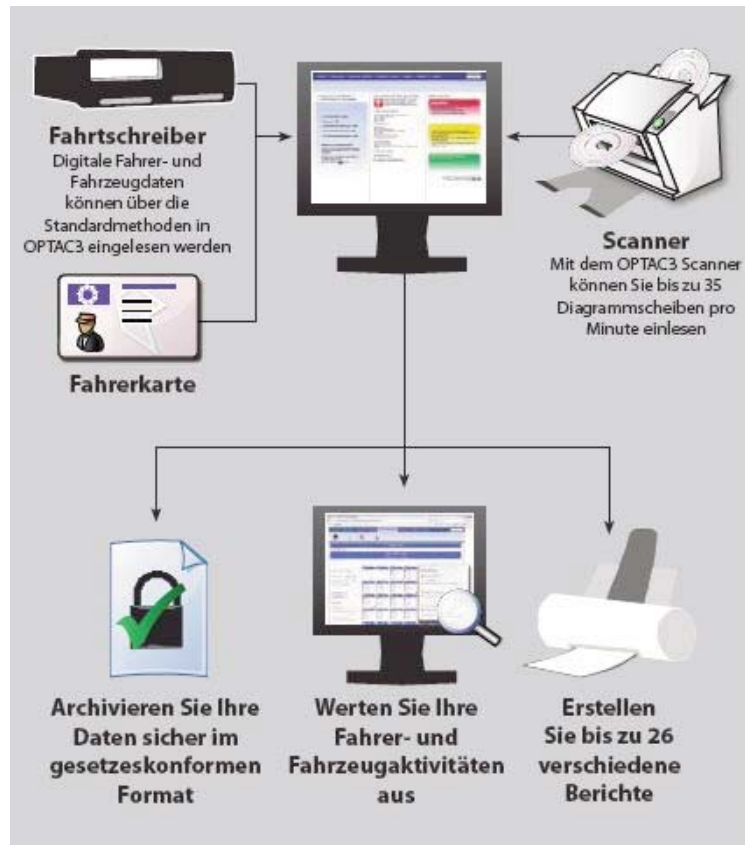 Fahrtschreiber
Digitale Fahrer- und
Fahrzeugdaten
können über die
Standardmethoden in
OPTAC3 eingelesen werden
Fahrerkarte
Scanner
Mit dem OPTAC3 Scanner
können Sie bis zu 35
Diagrammscheiben pro
Minute einlesen
Archivieren Sie Ihre
Daten sicher im
gesetzeskonformen
Format
Werten Sie Ihre
Fahrer- und
Fahrzeugaktivitäten
aus
Erstellen
Sie bis zu 26
verschiedene
Berichte